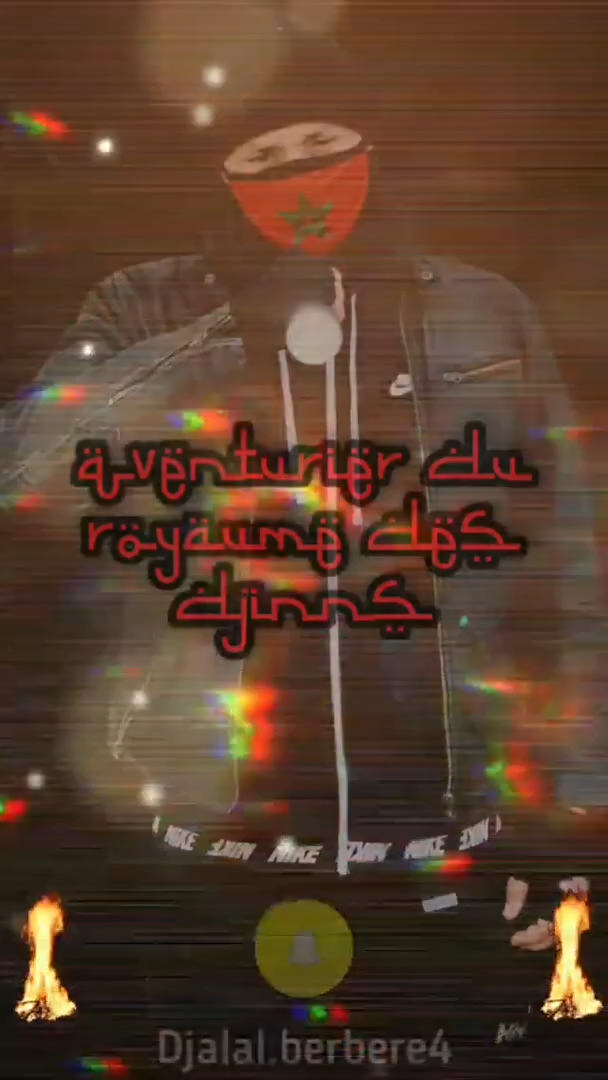 aventurier du
royaume des
djinns
NIKE NIKE NIKE NIKE NIKE NIKE
Djalal.berbere4